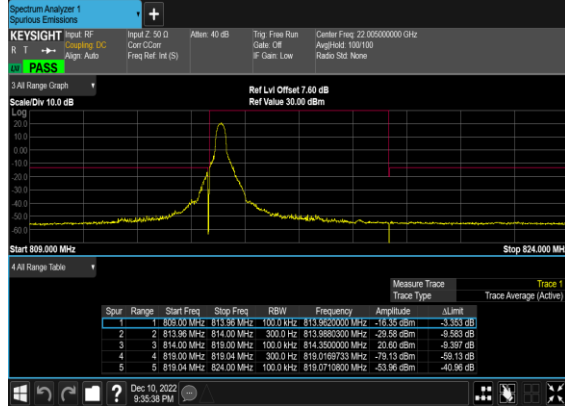 Spectrum Analyzer 1
Spurious Emissions
KEYSIGHT Input: RF Input Z: 50 Ω Atten: 40 dB Trig: Free Run Center Freq: 22.005000000 GHz
R T Coupling: DC Corr CCorr Gate: Off Avg|Hold: 100/100
Align: Auto Freq Ref: Int (S) IF Gain: Low Radio Std: None
PASS
3 All Range Graph
Ref Lvl Offset 7.60 dB
Scale/Div 10.0 dB Ref Value 30.00 dBm
Log
20.0
10.0
0.00
-10.0
-20.0
-30.0
-40.0
-50.0
-60.0
Start 809.000 MHz Stop 824.000 MH
4 All Range Table
Measure Trace Trace 1
Trace Type Trace Average (Active)
Spur Range Start Freq Stop Freq RBW Frequency Amplitude ΔLimit
1 1 809.00 MHz 813.96 MHz 100.0 kHz 813.9620000 MHz -16.35 dBm -3.353 dB
2 2 813.96 MHz 814.00 MHz 300.0 Hz 813.9880300 MHz -29.58 dBm -9.583 dB
3 3 814.00 MHz 819.00 MHz 100.0 kHz 814.3500000 MHz 20.60 dBm -9.397 dB
4 4 819.00 MHz 819.04 MHz 300.0 Hz 819.0169733 MHz -79.13 dBm -59.13 dB
5 5 819.04 MHz 824.00 MHz 100.0 kHz 819.0710800 MHz -53.96 dBm -40.96 dB
Dec 10, 2022
9:35:38 PM